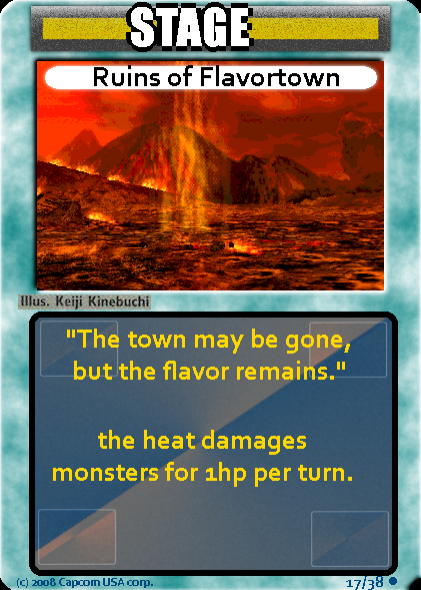 STAGE
Ruins of Flavortown
Illus. Keiji Kinebuchi
"The town may be gone,
but the flavor remains."
the heat damages
monsters for 1hp per turn.
(c) 2008 Capcom USA corp.
17/38 ●